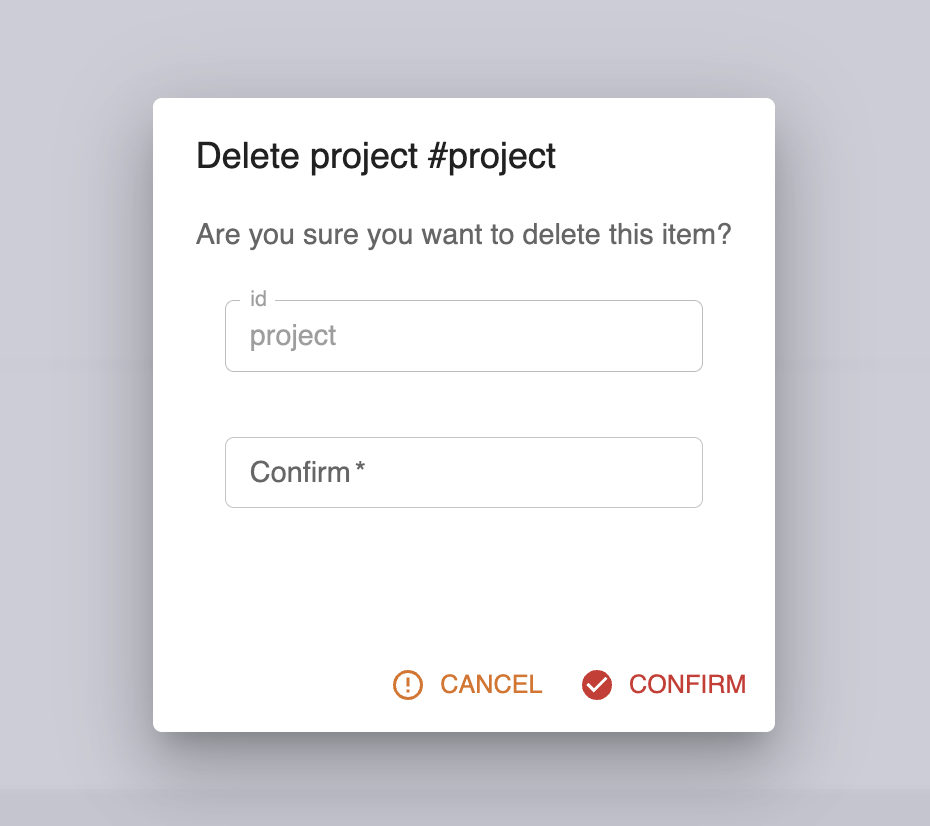 Delete project #project
Are you sure you want to delete this item?
id
project
Confirm *
CANCEL CONFIRM